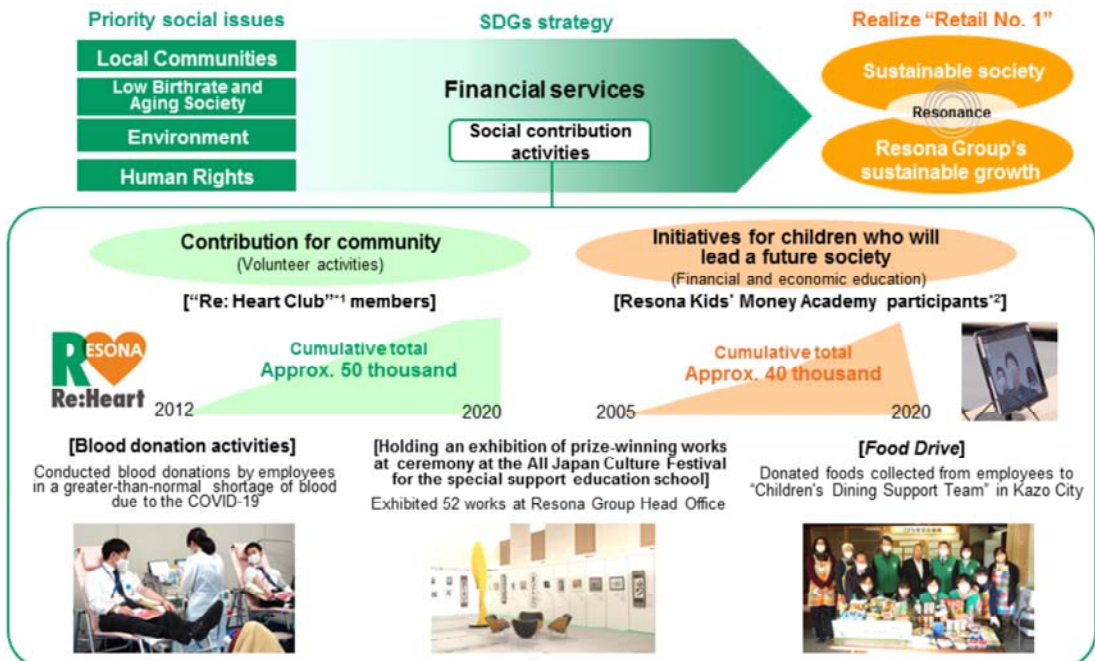 Priority social issues
SDGs strategy
Realize “Retail No. 1”
Local Communities
Low Birthrate and
Aging Society
Environment
Human Rights
Financial services
Social contribution
activities
Sustainable society
Resonance
Resona Group's
sustainable growth
Contribution for community
(Volunteer activities)
[“Re: Heart Club”*1 members]
Initiatives for children who will
lead a future society
(Financial and economic education)
[Resona Kids' Money Academy participants*2]
RESONA
Re:Heart
Cumulative total
Approx. 50 thousand
2012
2020
Cumulative total
Approx. 40 thousand
2005
2020
[Blood donation activities]
Conducted blood donations by employees
in a greater-than-normal shortage of blood
due to the COVID-19
[Holding an exhibition of prize-winning works
at ceremony at the All Japan Culture Festival
for the special support education school]
Exhibited 52 works at Resona Group Head Office
[Food Drive]
Donated foods collected from employees to
“Children's Dining Support Team” in Kazo City